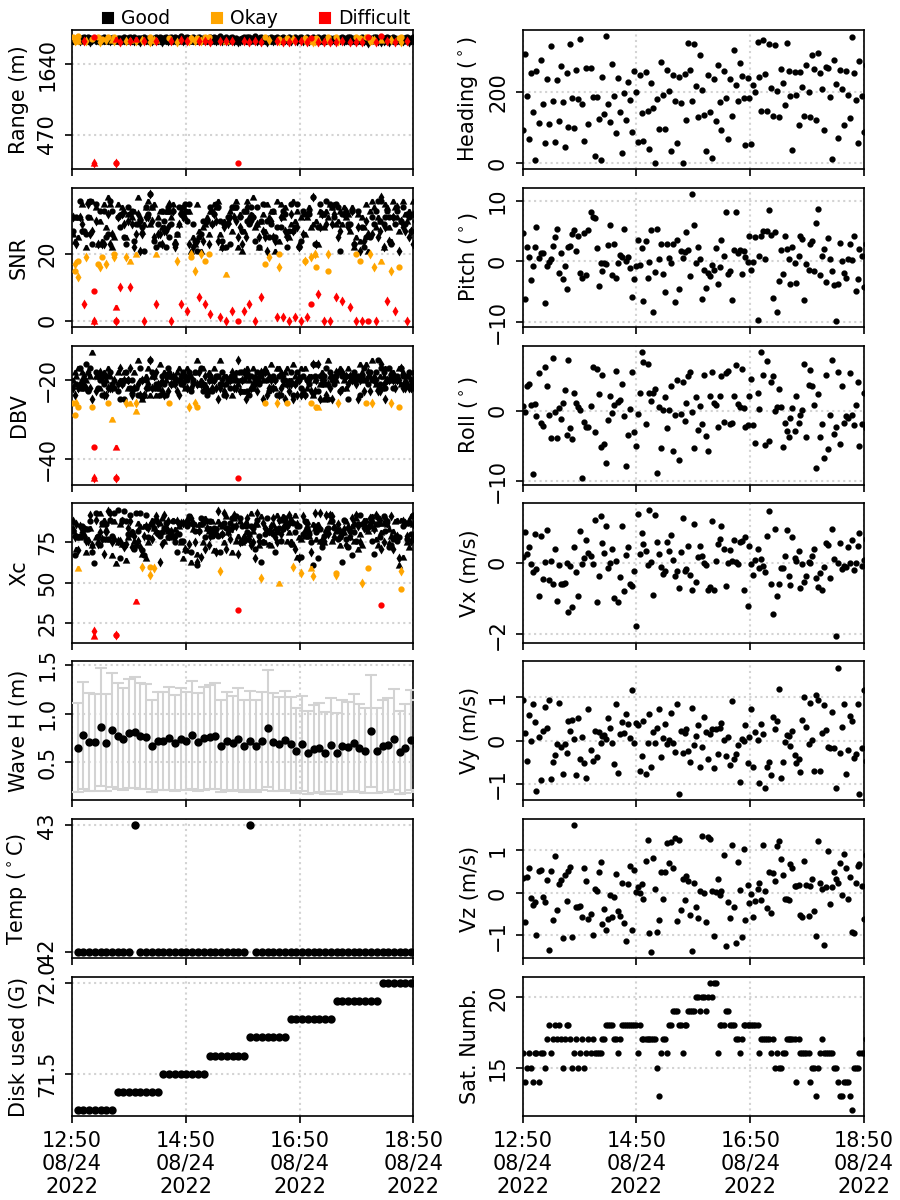 Good Okay Difficult
Range (m)
1640
470
Heading (°)
200
0
SNR
20
0
Pitch (°)
10
0
−10
DBV
−20
−40
Roll (°)
0
−10
Xc
75
50
25
Vx (m/s)
0
−2
Wave H (m)
1.5
1.0
0.5
Vy (m/s)
1
0
−1
Temp (°C)
43
42
Vz (m/s)
1
0
−1
Disk used (G)
72.0
71.5
Sat. Numb.
20
15
12:50 14:50 16:50 18:50 12:50 14:50 16:50 18:50
08/24 08/24 08/24 08/24 08/24 08/24 08/24 08/24
2022 2022 2022 2022 2022 2022 2022 2022